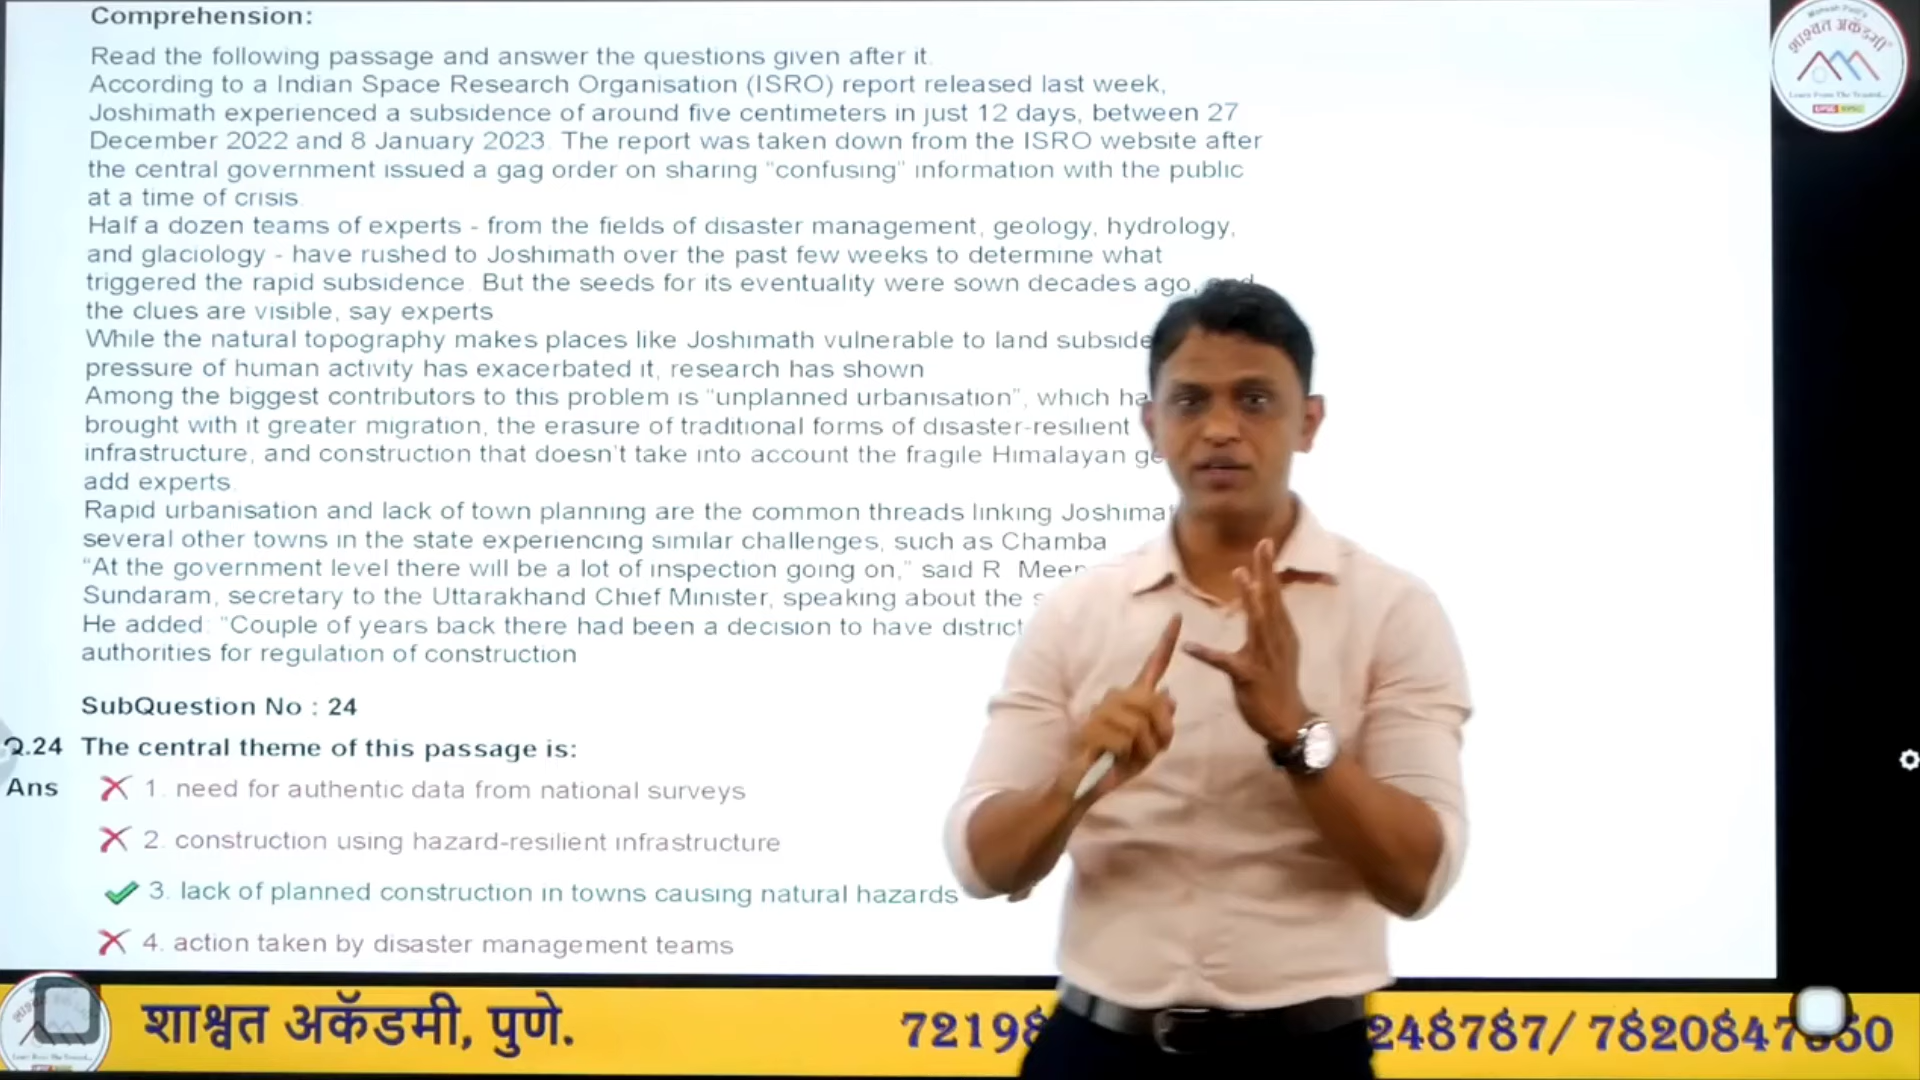 Comprehension:
Read the following passage and answer the questions given after it.
According to a Indian Space Research Organisation (ISRO) report released last week,
Joshimath experienced a subsidence of around five centimeters in just 12 days, between 27
December 2022 and 8 January 2023. The report was taken down from the ISRO website after
the central government issued a gag order on sharing "confusing" information with the public
at a time of crisis.
Half a dozen teams of experts - from the fields of disaster management, geology, hydrology,
and glaciology - have rushed to Joshimath over the past few weeks to determine what
triggered the rapid subsidence. But the seeds for its eventuality were sown decades ago,
the clues are visible, say experts
While the natural topography makes places like Joshimath vulnerable to land
pressure of human activity has exacerbated it, research has shown
Among the biggest contributors to this problem is "unplanned urbanisation", which
brought with it greater migration, the erasure of traditional forms of disaster-resilient
infrastructure, and construction that doesn't take into account the fragile Himalayan
add experts.
Rapid urbanisation and lack of town planning are the common threads linking
several other towns in the state experiencing similar challenges, such as Chamba
"At the government level there will be a lot of inspection going on," said R
Sundaram, secretary to the Uttarakhand Chief Minister, speaking about the
He added: "Couple of years back there had been a decision to have district
authorities for regulation of construction
SubQuestion No : 24
Q.24 The central theme of this passage is:
Ans 1. need for authentic data from national surveys
2. construction using hazard-resilient infrastructure
3. lack of planned construction in towns causing natural hazards
4. action taken by disaster management teams
शाश्वत अकॅडमी
शाश्वत अकॅडमी, पुणे.